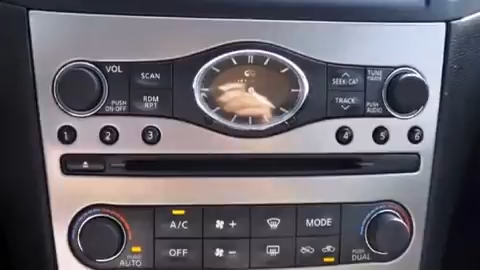 VOL
SCAN
PUSH
ON·OFF
RDM
RPT
SEEK/CAT
TRACK
TUNE
PUSH
AUDIO
1
2
3
4
5
6
A/C
OFF
PUSH
AUTO
+
-
MODE
PUSH
DUAL